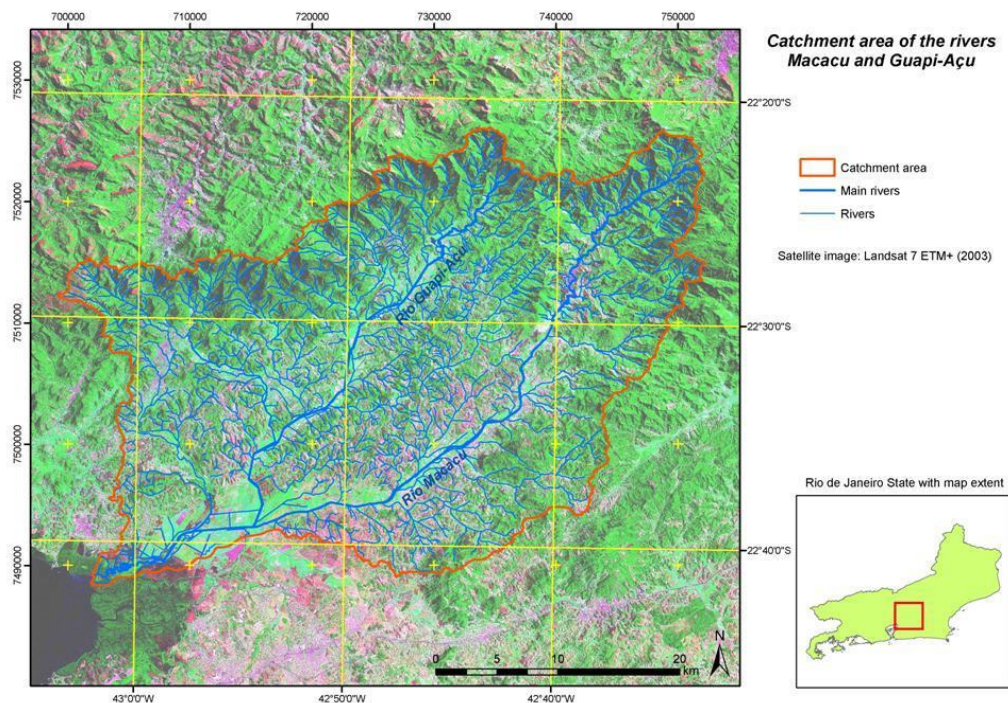 700000 710000 720000 730000 740000 750000
Catchment area of the rivers
Macacu and Guapi-Açu
7530000
22°20'0"S
Catchment area
Main rivers
Rivers
7520000
Satellite image: Landsat 7 ETM+ (2003)
Rio Guapi-Açu
7510000
22°30'0"S
7500000
Rio Macacu
Rio de Janeiro State with map extent
22°40'0"S
7490000
N
0 5 10 20
km
43°0'0"W 42°50'0"W 42°40'0"W